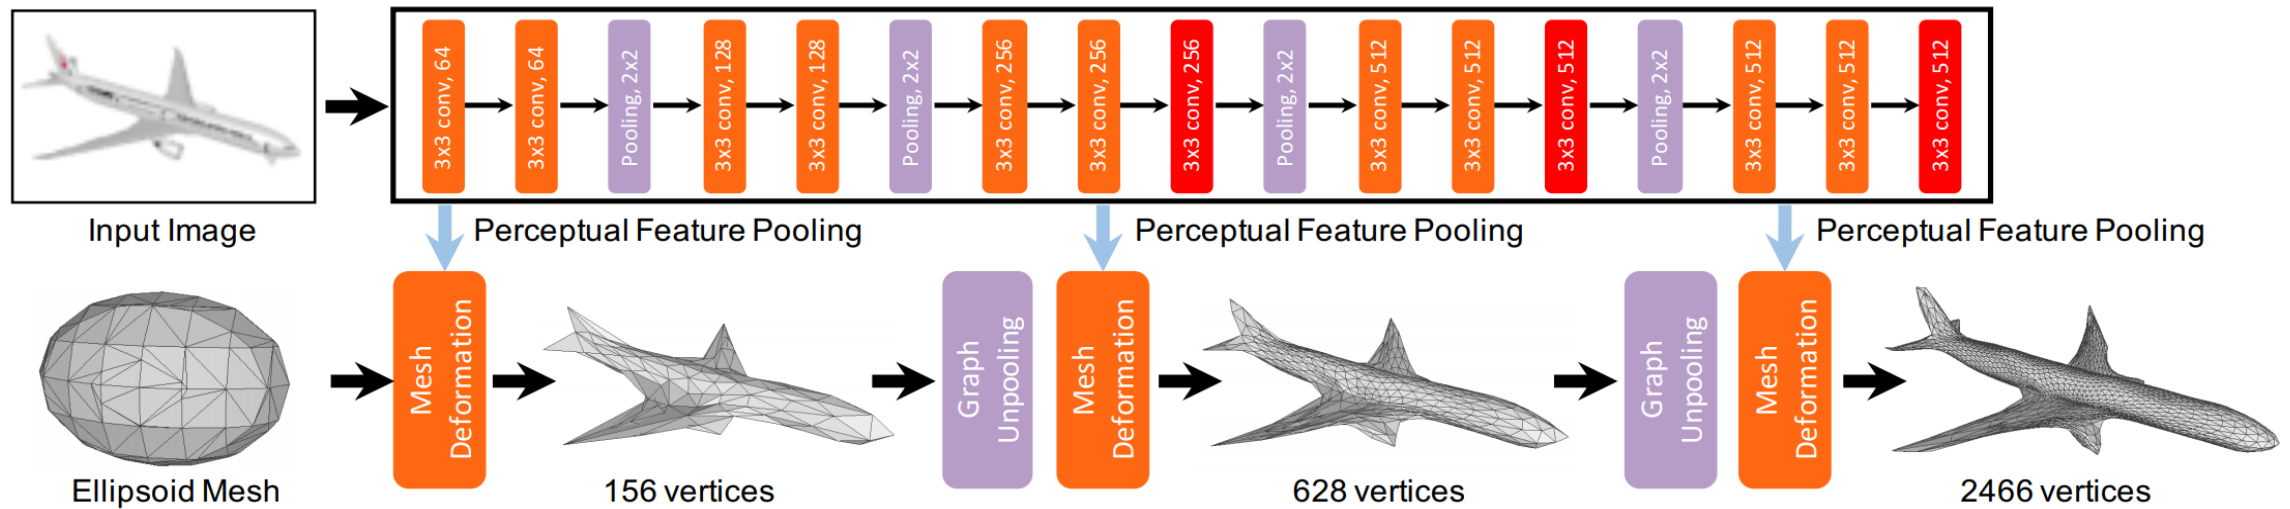 3x3 conv, 64
3x3 conv, 64
Pooling, 2x2
3x3 conv, 128
3x3 conv, 128
Pooling, 2x2
3x3 conv, 256
3x3 conv, 256
3x3 conv, 256
Pooling, 2x2
3x3 conv, 512
3x3 conv, 512
3x3 conv, 512
Pooling, 2x2
3x3 conv, 512
3x3 conv, 512
3x3 conv, 512
Input Image
Perceptual Feature Pooling
Perceptual Feature Pooling
Perceptual Feature Pooling
Mesh
Deformation
Graph
Unpooling
Mesh
Deformation
Graph
Unpooling
Mesh
Deformation
Ellipsoid Mesh
156 vertices
628 vertices
2466 vertices